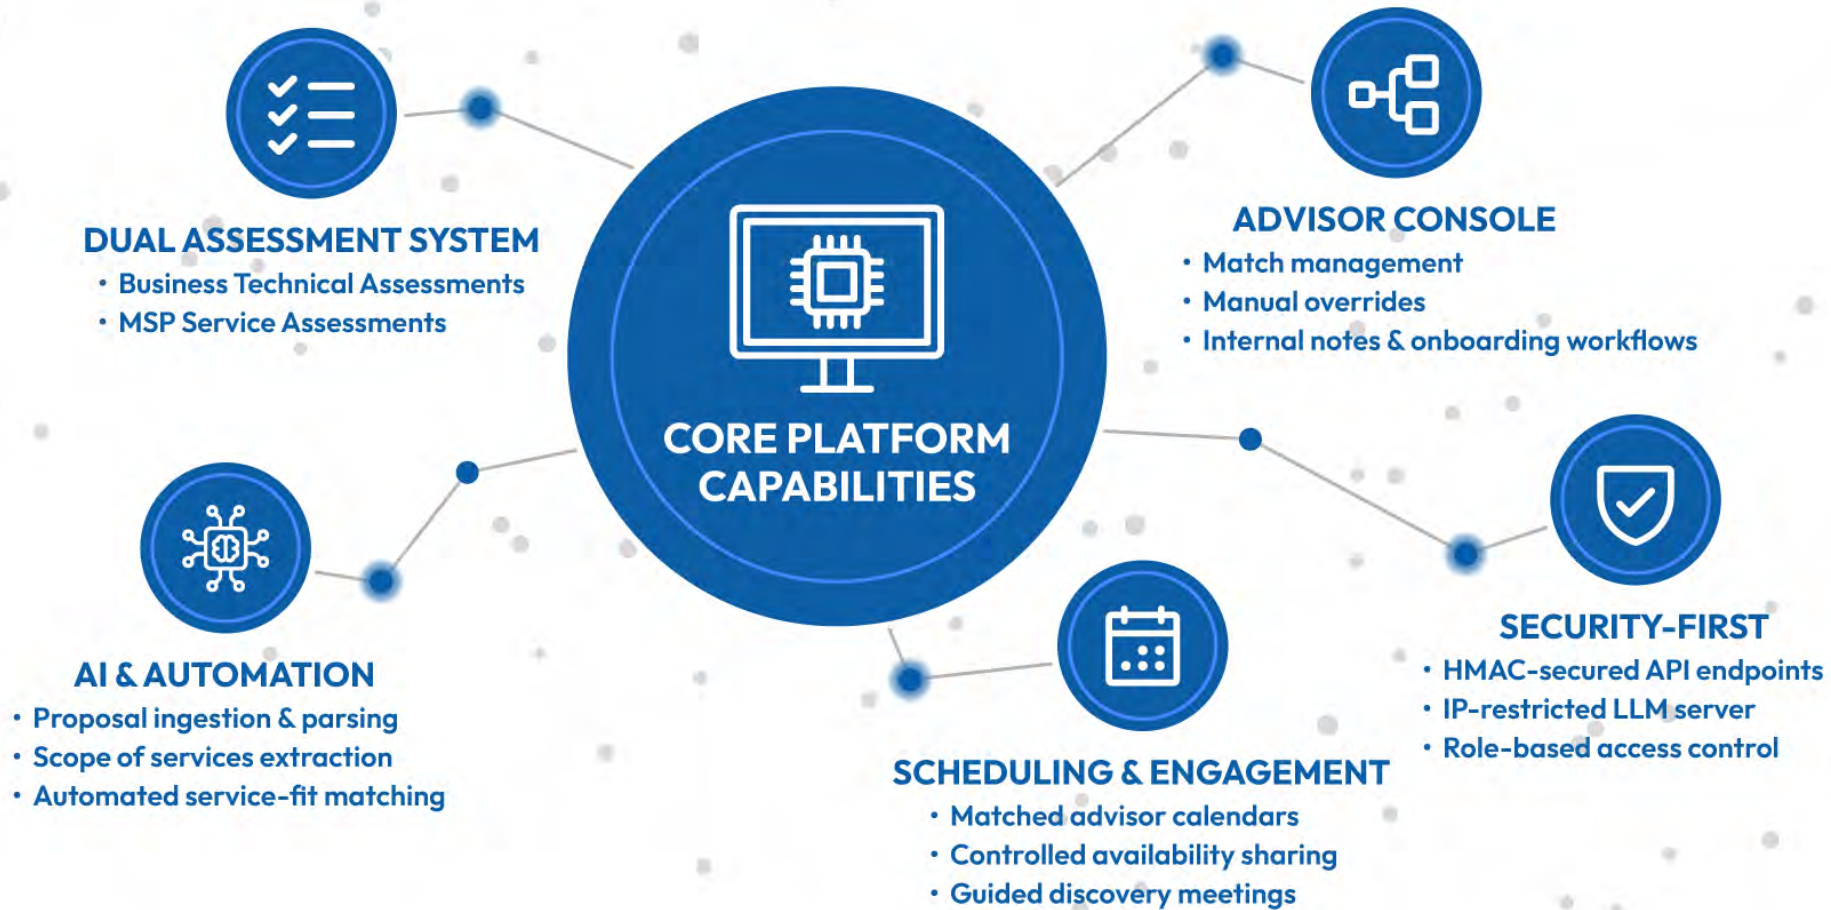 DUAL ASSESSMENT SYSTEM
• Business Technical Assessments
• MSP Service Assessments
ADVISOR CONSOLE
• Match management
• Manual overrides
• Internal notes & onboarding workflows
CORE PLATFORM
CAPABILITIES
AI & AUTOMATION
• Proposal ingestion & parsing
• Scope of services extraction
• Automated service-fit matching
SECURITY-FIRST
• HMAC-secured API endpoints
• IP-restricted LLM server
• Role-based access control
SCHEDULING & ENGAGEMENT
• Matched advisor calendars
• Controlled availability sharing
• Guided discovery meetings